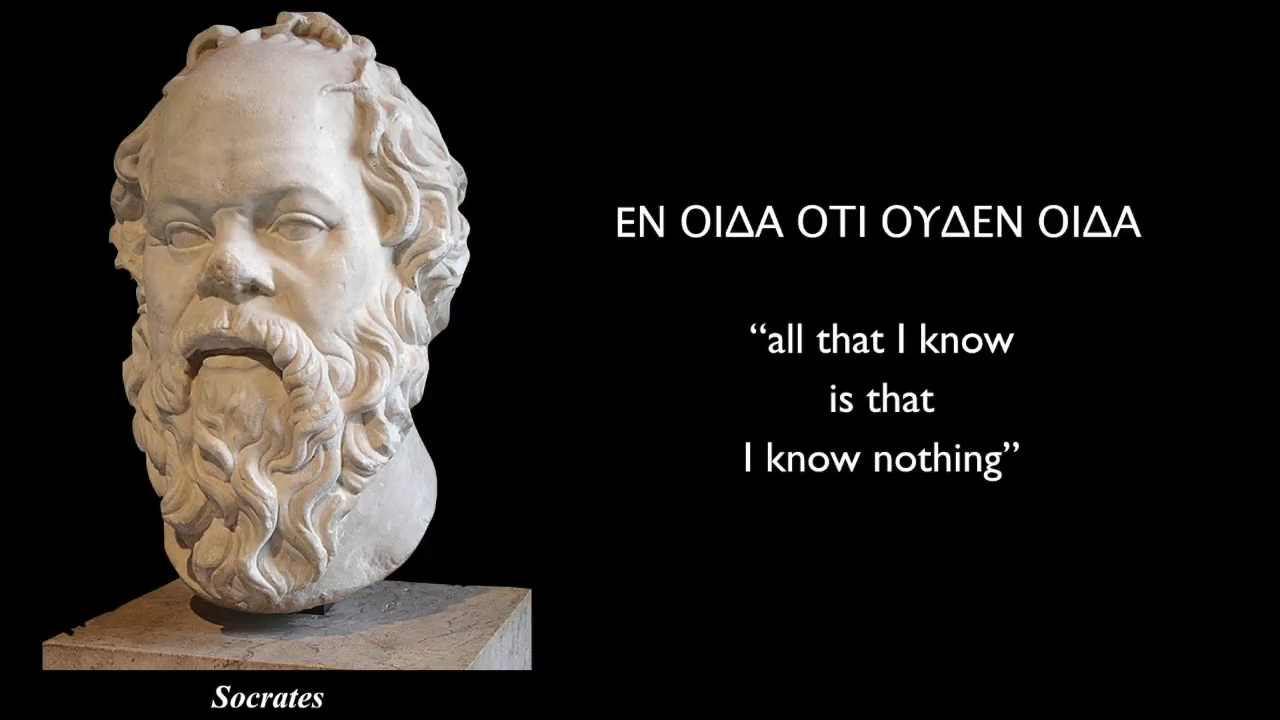 ΕΝ ΟΙΔΑ ΟΤΙ ΟΥΔΕΝ ΟΙΔΑ
“all that I know
is that
I know nothing”
Socrates